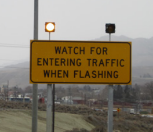 WATCH FOR
ENTERING TRAFFIC
WHEN FLASHING